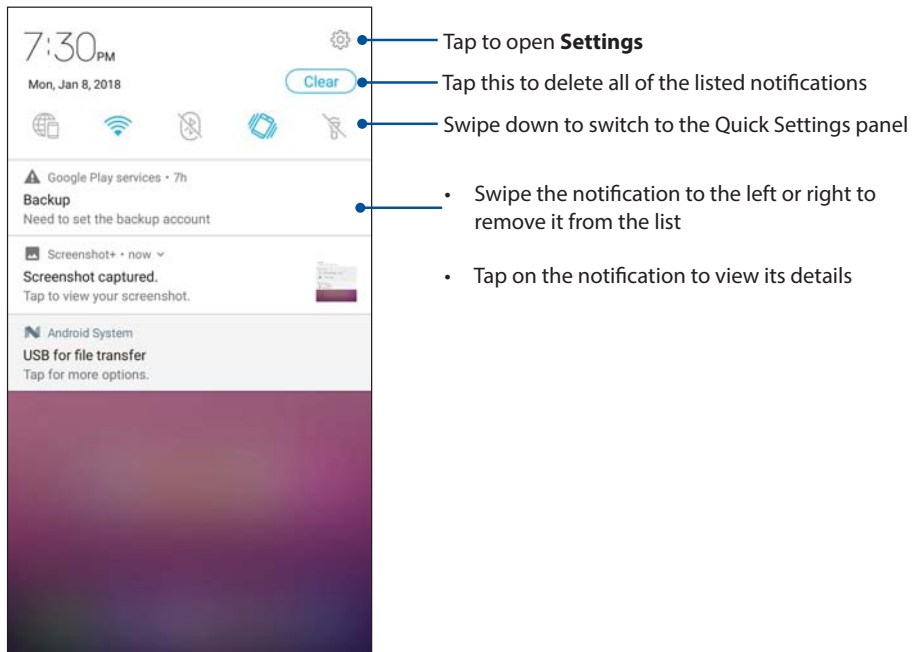 7:30PM
Tap to open Settings
Mon, Jan 8, 2018
Clear
Tap this to delete all of the listed notifications
Swipe down to switch to the Quick Settings panel
Google Play services • 7h
Backup
Need to set the backup account
• Swipe the notification to the left or right to
remove it from the list
Screenshot+ • now
Screenshot captured.
Tap to view your screenshot.
• Tap on the notification to view its details
Android System
USB for file transfer
Tap for more options.